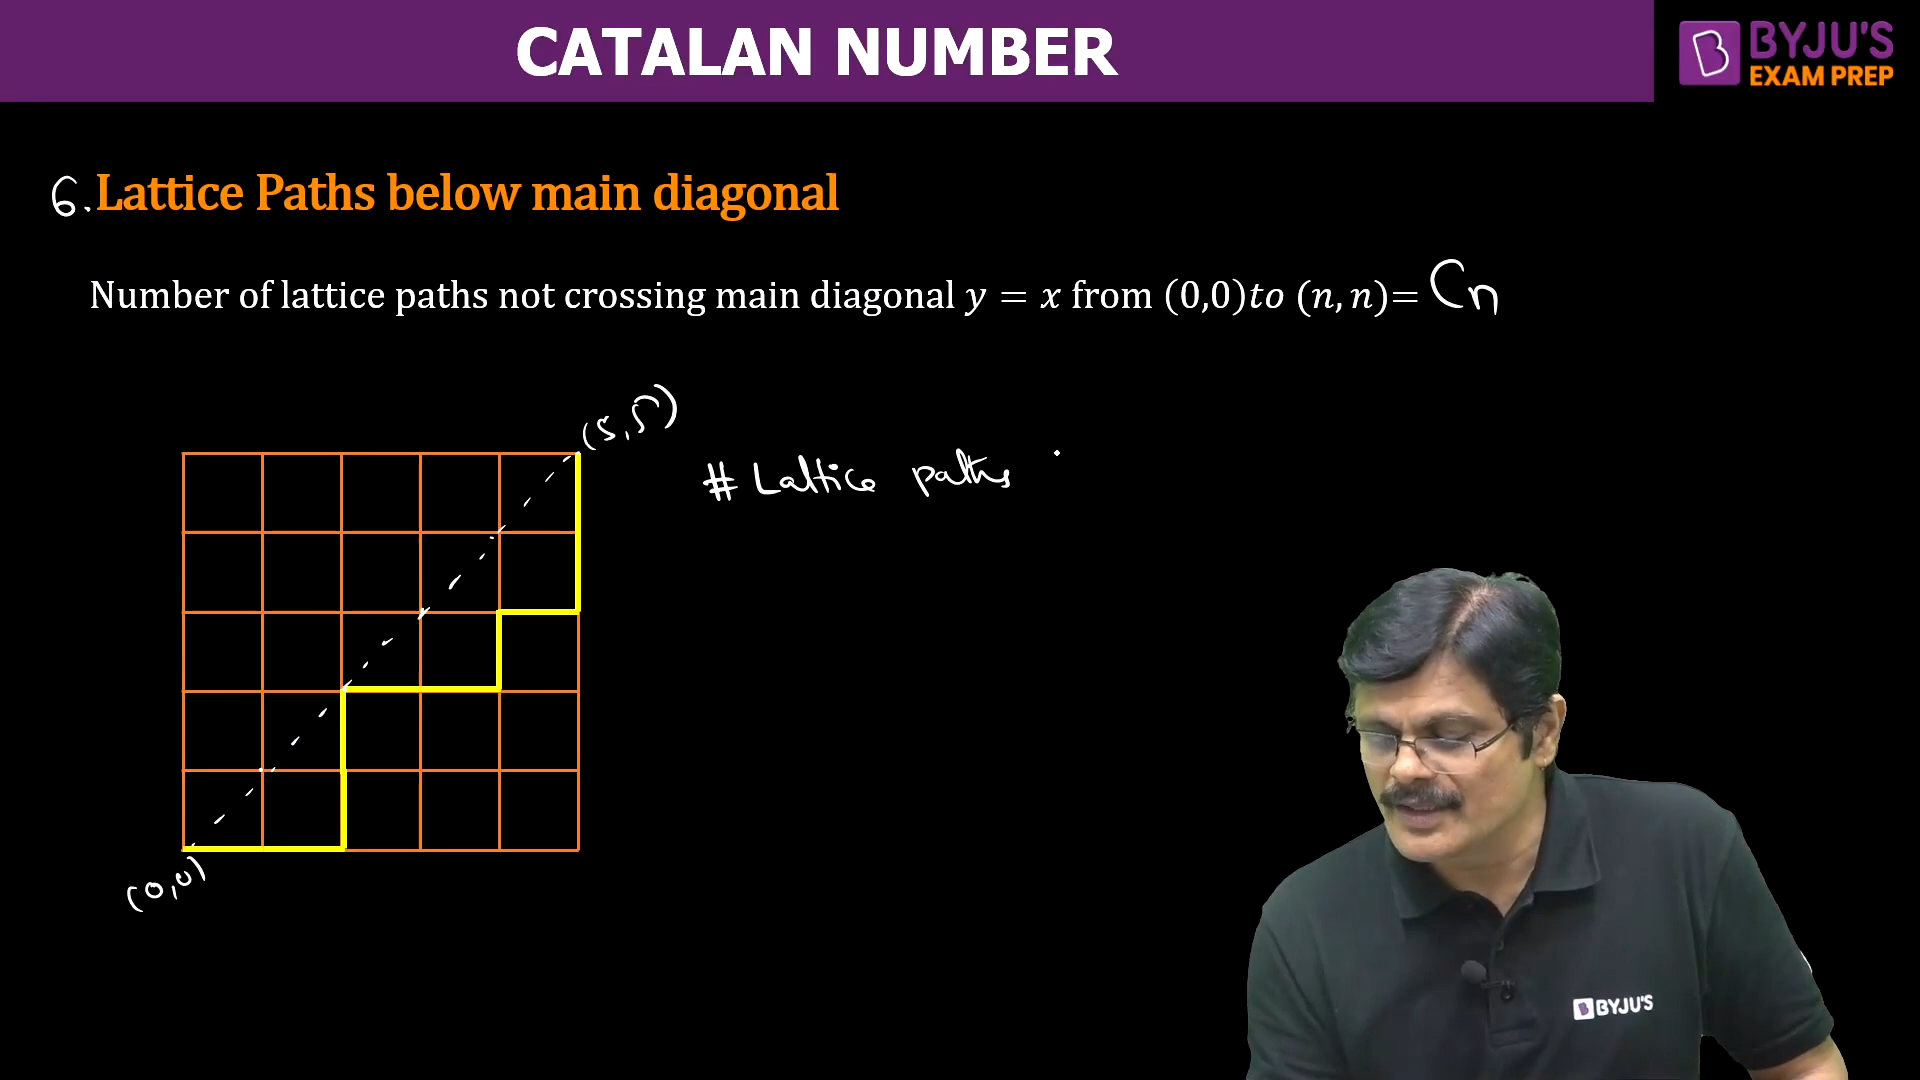 CATALAN NUMBER
BYJU'S
EXAM PREP
6. Lattice Paths below main diagonal
Number of lattice paths not crossing main diagonal y = x from (0,0)to (n, n)= Cn
(5,5)
# Lattice paths
(0,0)
BYJU'S